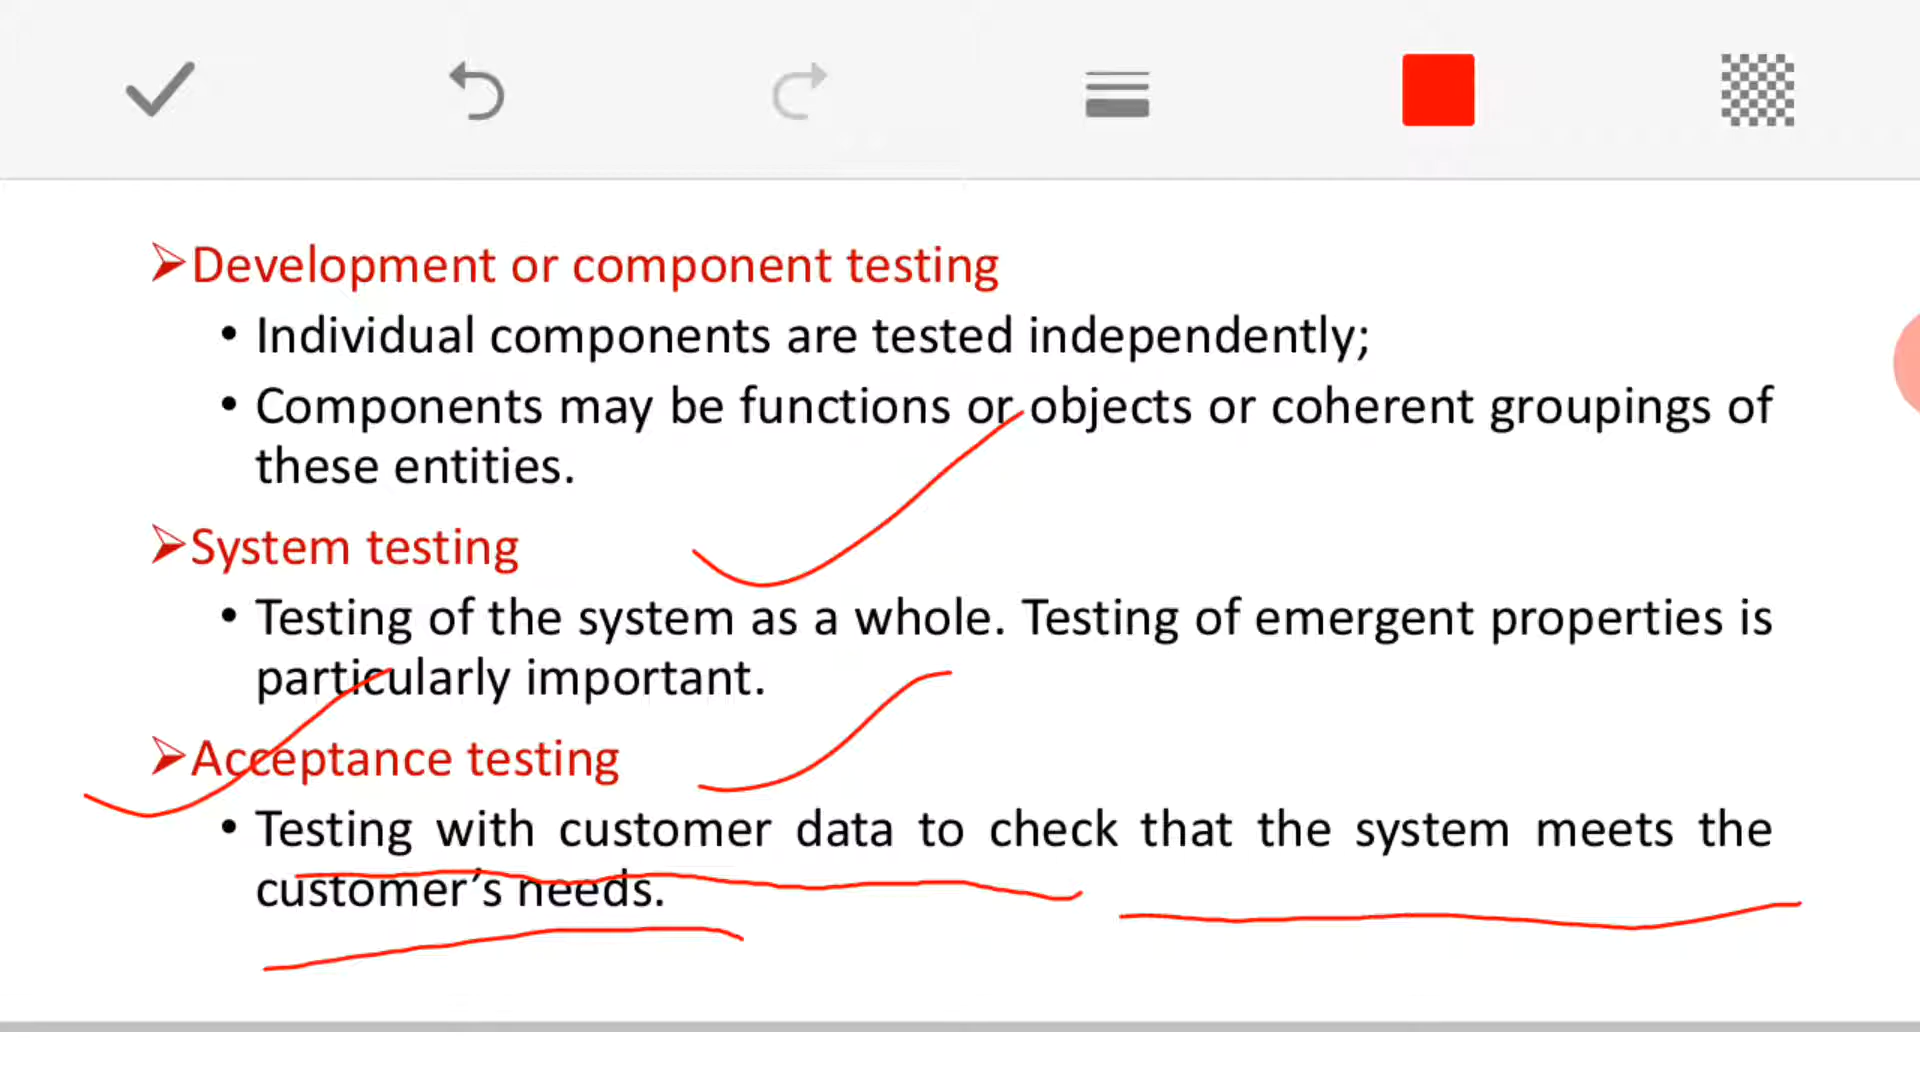 ➢Development or component testing
• Individual components are tested independently;
• Components may be functions or objects or coherent groupings of
these entities.
➢System testing
• Testing of the system as a whole. Testing of emergent properties is
particularly important.
➢Acceptance testing
• Testing with customer data to check that the system meets the
customer’s needs.